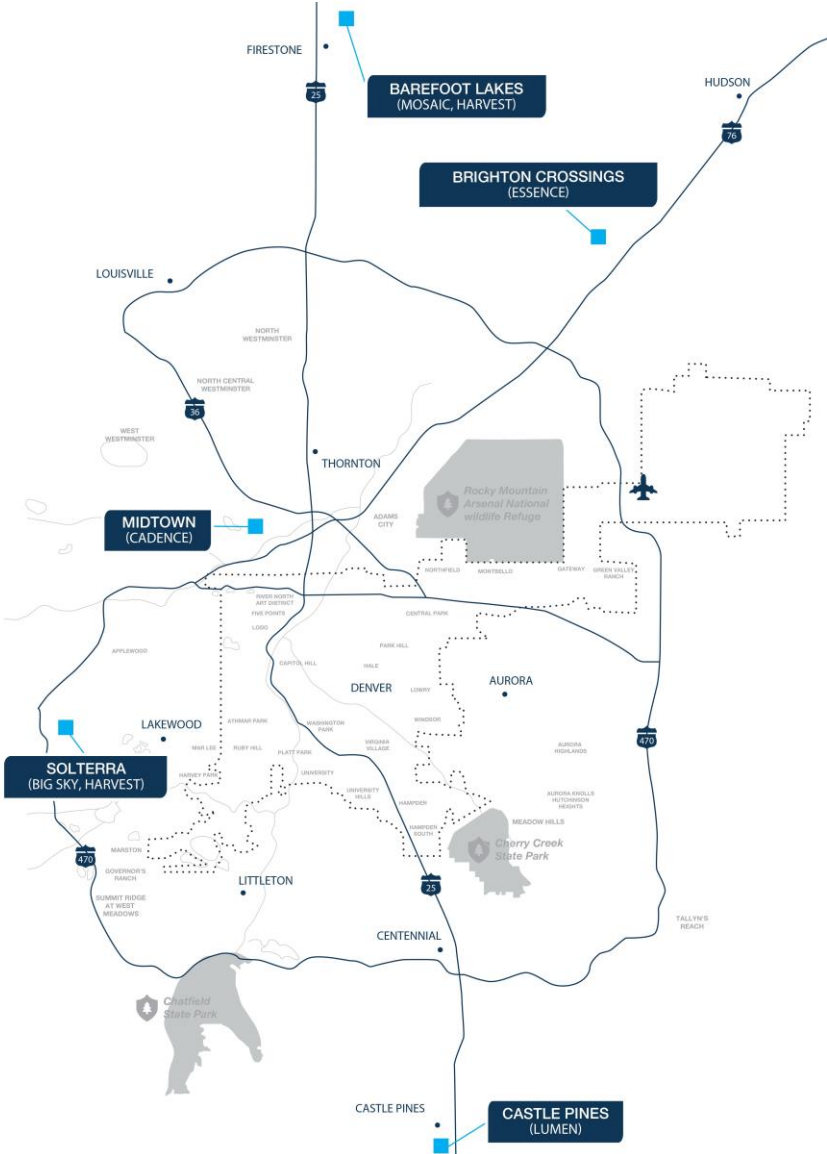 FIRESTONE
25
BAREFOOT LAKES
(MOSAIC, HARVEST)
HUDSON
76
BRIGHTON CROSSINGS
(ESSENCE)
LOUISVILLE
NORTH
WESTMINSTER
NORTH CENTRAL
WESTMINSTER
36
WEST
WESTMINSTER
THORNTON
Rocky Mountain
Arsenal National
wildlife Refuge
MIDTOWN
(CADENCE)
ADAMS
CITY
NORTHFIELD
MONTBELLO
GATEWAY
GREEN VALLEY
RANCH
RIVER NORTH
ART DISTRICT
FIVE POINTS
LODO
CENTRAL PARK
APPLEWOOD
PARK HILL
CAPITOL HILL
HALE
DENVER
LOWRY
AURORA
LAKEWOOD
ATHMAR PARK
WASHINGTON
PARK
WINDSOR
VIRGINIA
VILLAGE
MAR LEE
RUBY HILL
PLATT PARK
AURORA
HIGHLANDS
470
SOLTERRA
(BIG SKY, HARVEST)
HARVEY PARK
UNIVERSITY
UNIVERSITY
HILLS
HAMPDEN
AURORA KNOLLS
HUTCHINSON
HEIGHTS
HAMPDEN
SOUTH
MEADOW HILLS
Cherry Creek
State Park
MARSTON
470
GOVERNOR'S
RANCH
LITTLETON
25
SUMMIT RIDGE
AT WEST
MEADOWS
TALLYN'S
REACH
CENTENNIAL
Chatfield
State Park
CASTLE PINES
CASTLE PINES
(LUMEN)